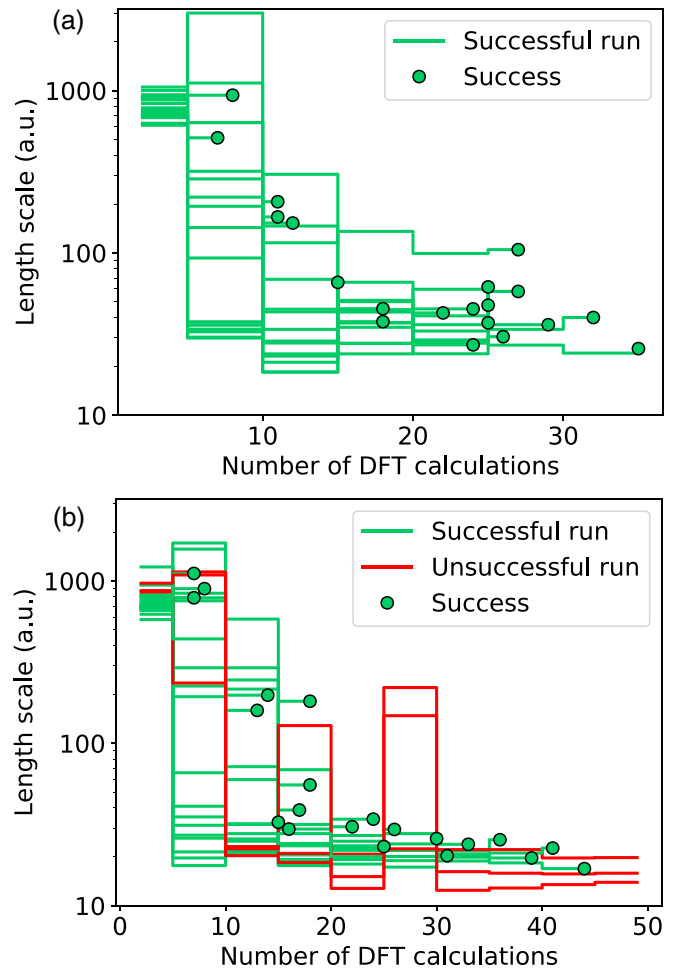 (a)
Successful run
Success
1000
100
10
Length scale (a.u.)
10 20 30
Number of DFT calculations
(b)
Successful run
Unsuccessful run
Success
1000
100
10
Length scale (a.u.)
0 10 20 30 40 50
Number of DFT calculations